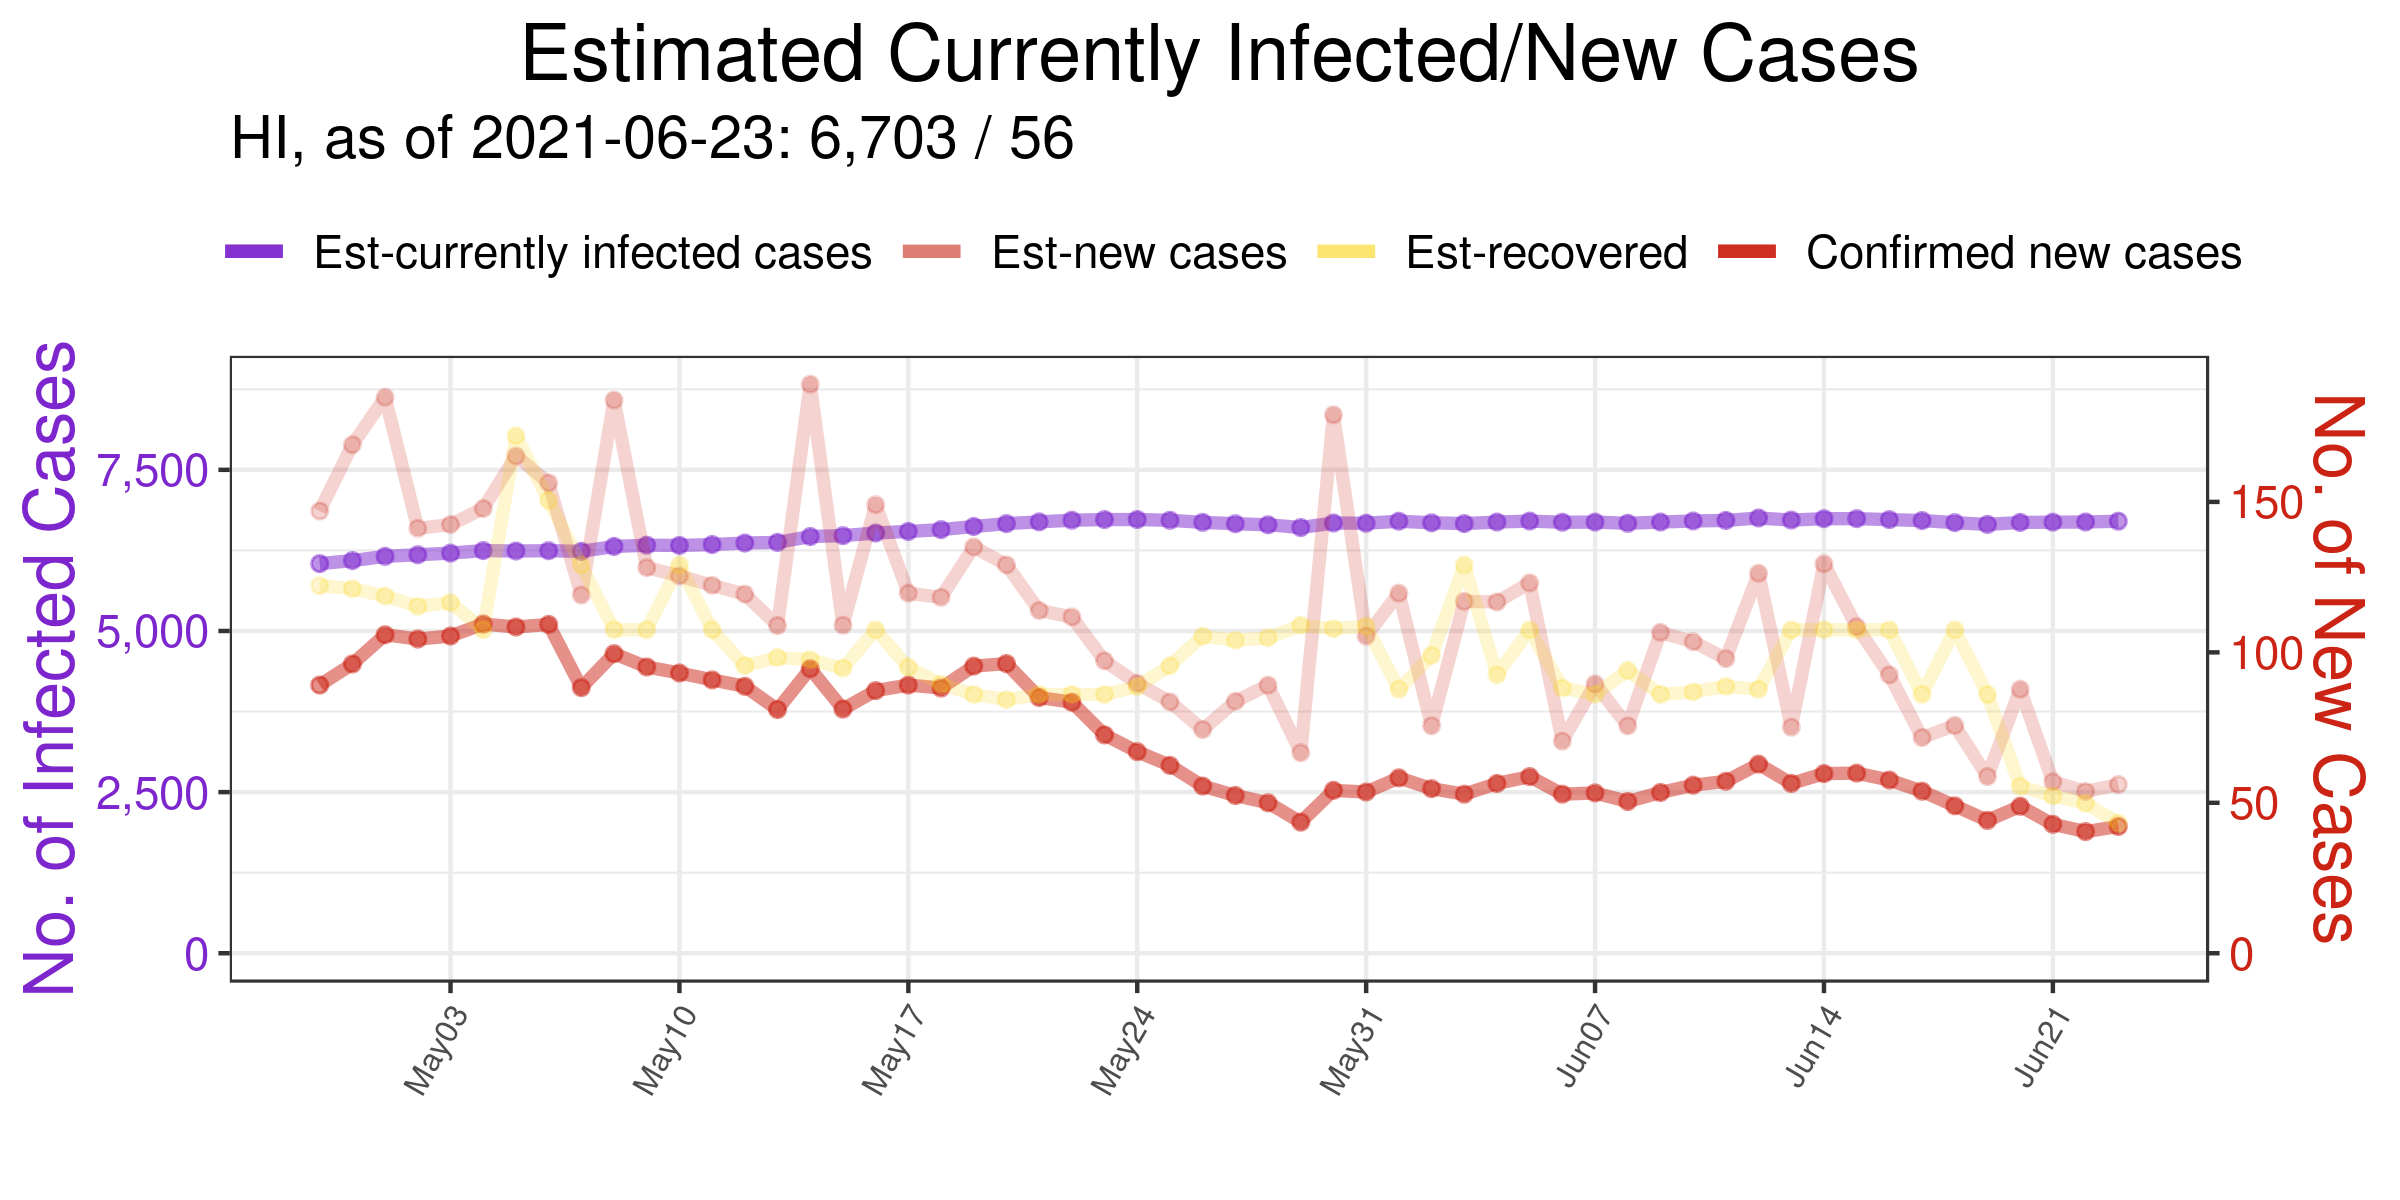 Estimated Currently Infected/New Cases
HI, as of 2021-06-23: 6,703 / 56
Est-currently infected cases
Est-new cases
Est-recovered
Confirmed new cases
No. of Infected Cases
7,500
5,000
2,500
0
No. of New Cases
150
100
50
0
May03
May10
May17
May24
May31
Jun07
Jun14
Jun21